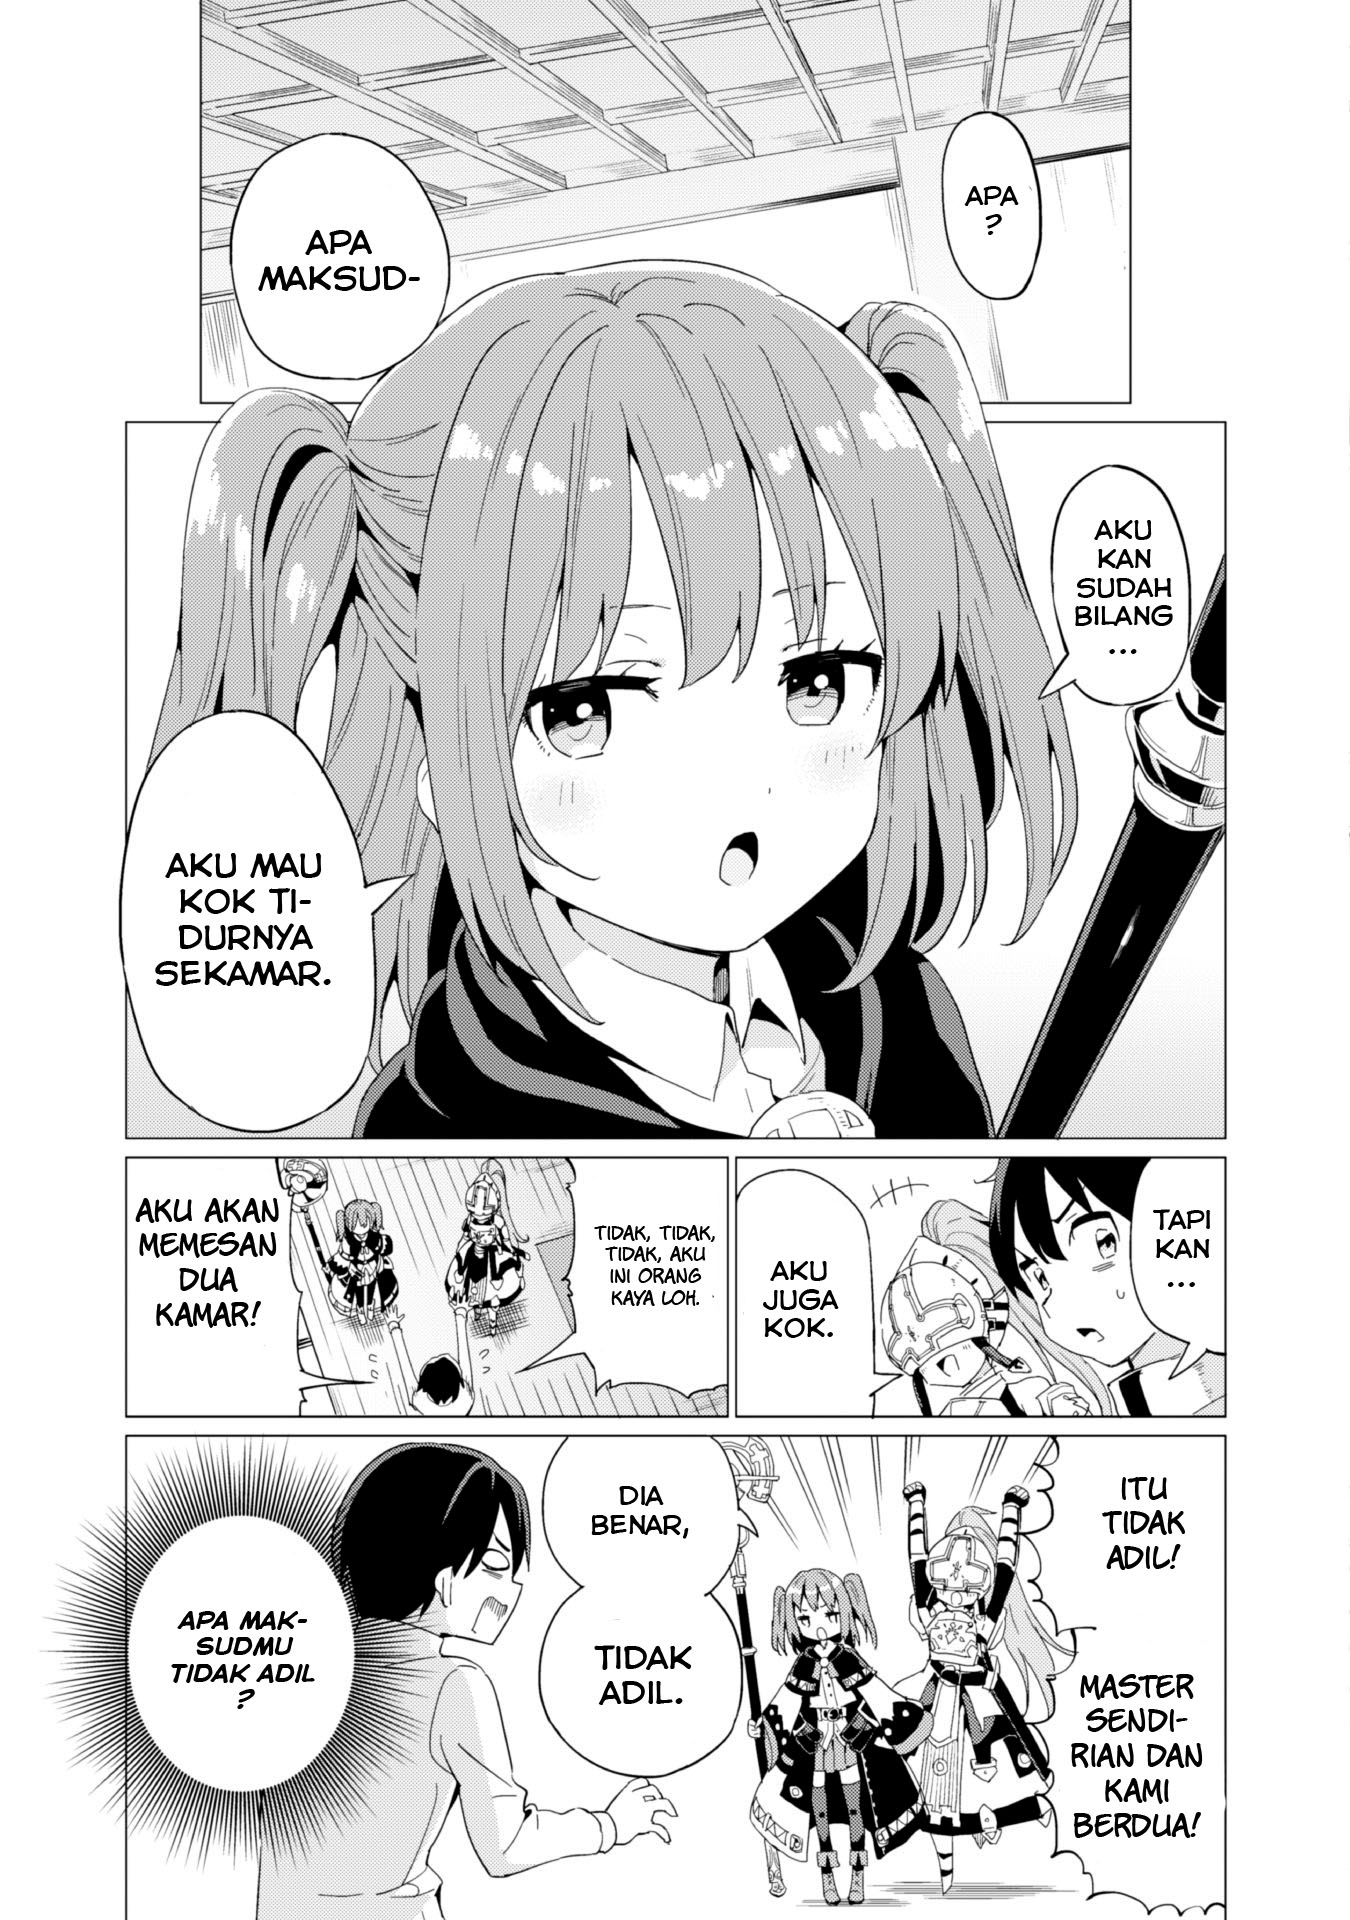 APA
?
APA
MAKSUD-
AKU
KAN
SUDAH
BILANG
...
AKU MAU
KOK TI-
DURNYA
SEKAMAR.
TAPI
KAN
...
AKU
JUGA
KOK.
TIDAK, TIDAK,
TIDAK, AKU
INI ORANG
KAYA LOH.
AKU AKAN
MEMESAN
DUA
KAMAR!
ITU
TIDAK
ADIL!
MASTER
SENDI-
RIAN DAN
KAMI
BERDUA!
DIA
BENAR,
TIDAK
ADIL.
APA MAK-
SUDMU
TIDAK ADIL
?